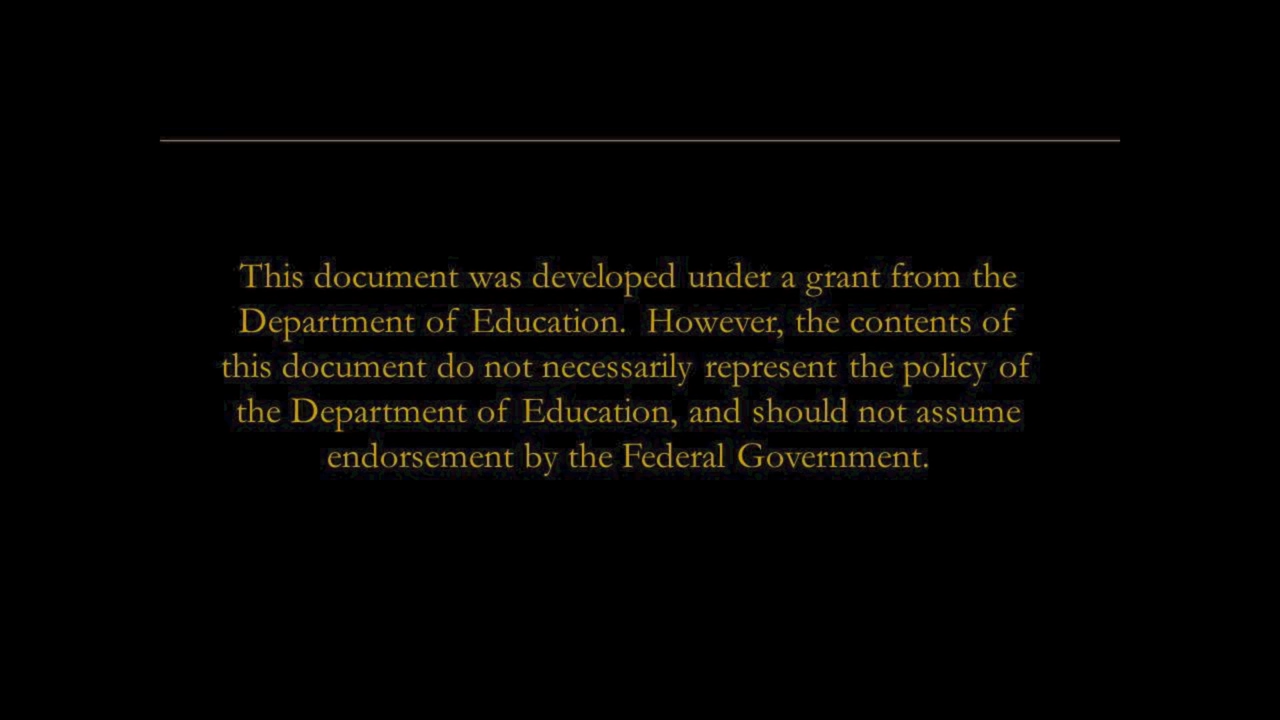 This document was developed under a grant from the
Department of Education.  However, the contents of
this document do not necessarily represent the policy of
the Department of Education, and should not assume
endorsement by the Federal Government.